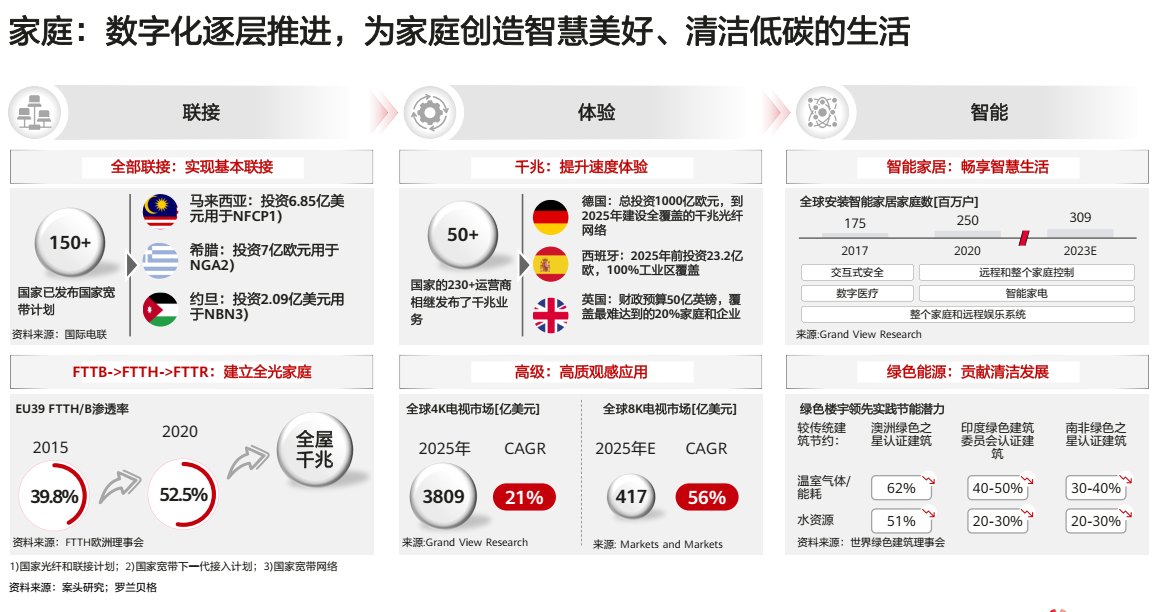 家庭：数字化逐层推进，为家庭创造智慧美好、清洁低碳的生活
联接
全部联接：实现基本联接
150+
国家已发布国家宽
带计划
马来西亚：投资6.85亿美
元用于NFCP1)
希腊：投资7亿欧元用于
NGA2)
约旦：投资2.09亿美元用
于NBN3)
资料来源：国际电联
FTTB->FTTH->FTTR：建立全光家庭
EU39 FTTH/B渗透率
2015
39.8%
2020
52.5%
全屋
千兆
资料来源：FTTH欧洲理事会
体验
千兆：提升速度体验
50+
国家的230+运营商
相继发布了千兆业
务
德国：总投资1000亿欧元，到
2025年建设全覆盖的千兆光纤
网络
西班牙：2025年前投资23.2亿
欧，100%工业区覆盖
英国：财政预算50亿英镑，覆
盖最难达到的20%家庭和企业
高级：高质观感应用
全球4K电视市场[亿美元]
2025年
CAGR
3809
21%
来源:Grand View Research
全球8K电视市场[亿美元]
2025年E
CAGR
417
56%
来源: Markets and Markets
智能
智能家居：畅享智慧生活
全球安装智能家居家庭数[百万户]
175
250
309
2017
2020
2023E
交互式安全
远程和整个家庭控制
数字医疗
智能家电
整个家庭和远程娱乐系统
来源:Grand View Research
绿色能源：贡献清洁发展
绿色楼宇领先实践节能潜力
较传统建
筑节约:
澳洲绿色之
星认证建筑
印度绿色建筑
委员会认证建
筑
南非绿色之
星认证建筑
温室气体/
能耗
62%
40-50%
30-40%
水资源
51%
20-30%
20-30%
资料来源：世界绿色建筑理事会
1)国家光纤和联接计划；2)国家宽带下一代接入计划；3)国家宽带网络
资料来源：案头研究；罗兰贝格